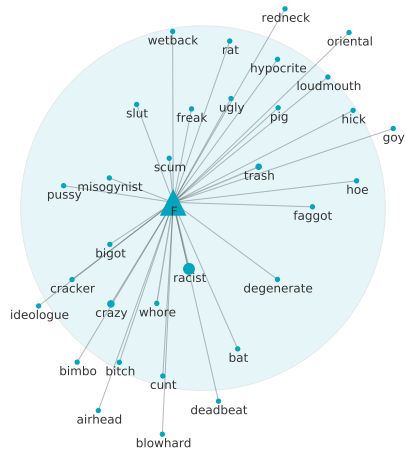 redneck
wetback
oriental
rat
hypocrite
loudmouth
slut
freak
ugly
pig
hick
goy
scum
trash
pussy
misogynist
hoe
F
faggot
bigot
racist
cracker
degenerate
ideologue
crazy
whore
bat
bimbo
bitch
cunt
deadbeat
airhead
blowhard